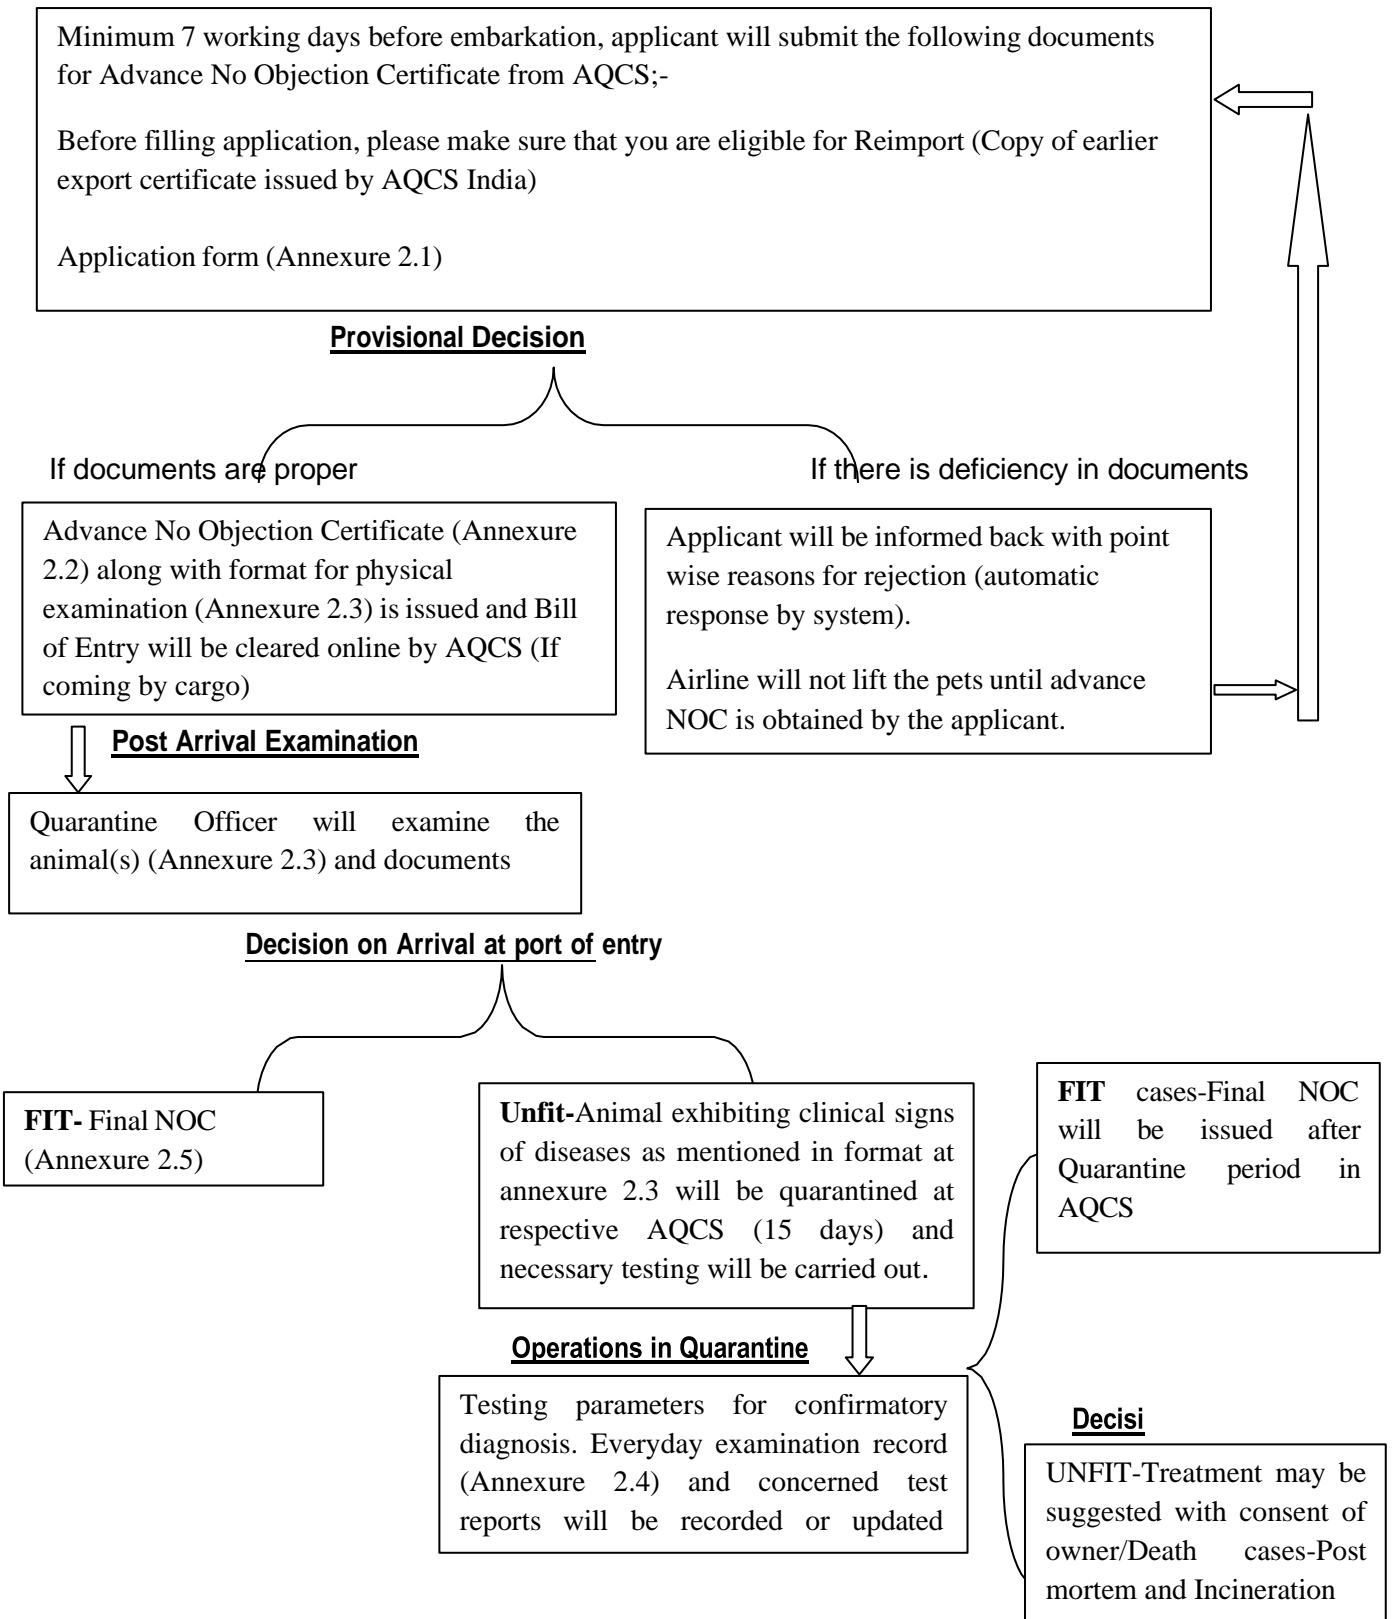 Minimum 7 working days before embarkation, applicant will submit the following documents
for Advance No Objection Certificate from AQCS;-
Before filling application, please make sure that you are eligible for Reimport (Copy of earlier
export certificate issued by AQCS India)
Application form (Annexure 2.1)
Provisional Decision
If documents are proper
If there is deficiency in documents
Advance No Objection Certificate (Annexure
2.2) along with format for physical
examination (Annexure 2.3) is issued and Bill
of Entry will be cleared online by AQCS (If
coming by cargo)
Applicant will be informed back with point
wise reasons for rejection (automatic
response by system).
Airline will not lift the pets until advance
NOC is obtained by the applicant.
Post Arrival Examination
Quarantine Officer will examine the
animal(s) (Annexure 2.3) and documents
Decision on Arrival at port of entry
FIT- Final NOC
(Annexure 2.5)
Unfit-Animal exhibiting clinical signs
of diseases as mentioned in format at
annexure 2.3 will be quarantined at
respective AQCS (15 days) and
necessary testing will be carried out.
FIT cases-Final NOC
will be issued after
Quarantine period in
AQCS
Operations in Quarantine
Testing parameters for confirmatory
diagnosis. Everyday examination record
(Annexure 2.4) and concerned test
reports will be recorded or updated
Decisi
UNFIT-Treatment may be
suggested with consent of
owner/Death cases-Post
mortem and Incineration